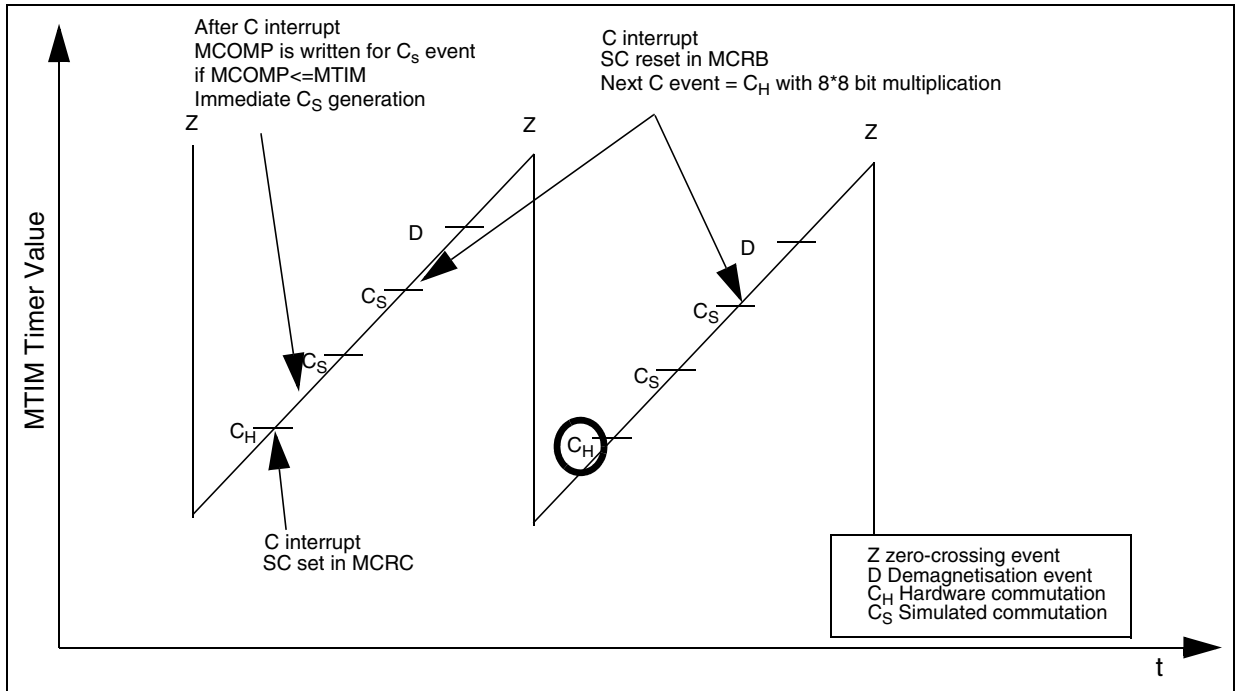 After C interrupt
MCOMP is written for CS event
if MCOMP<=MTIM
Immediate CS generation
C interrupt
SC reset in MCRB
Next C event = CH with 8*8 bit multiplication
Z
Z
Z
D
D
CS
CS
CS
CS
CH
CH
MTIM Timer Value
C interrupt
SC set in MCRC
Z zero-crossing event
D Demagnetisation event
CH Hardware commutation
CS Simulated commutation
t